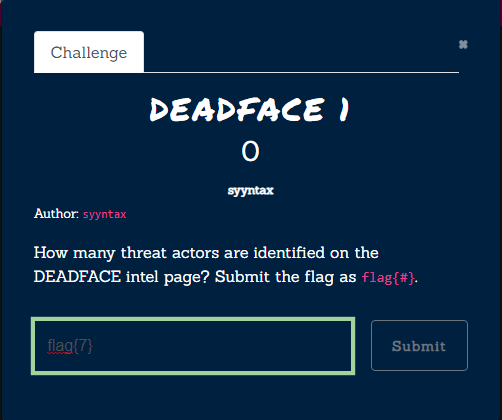 Challenge
✖
DEADFACE 1
0
syyntax
Author: syyntax
How many threat actors are identified on the
DEADFACE intel page? Submit the flag as flag{#}.
flag{7}
Submit